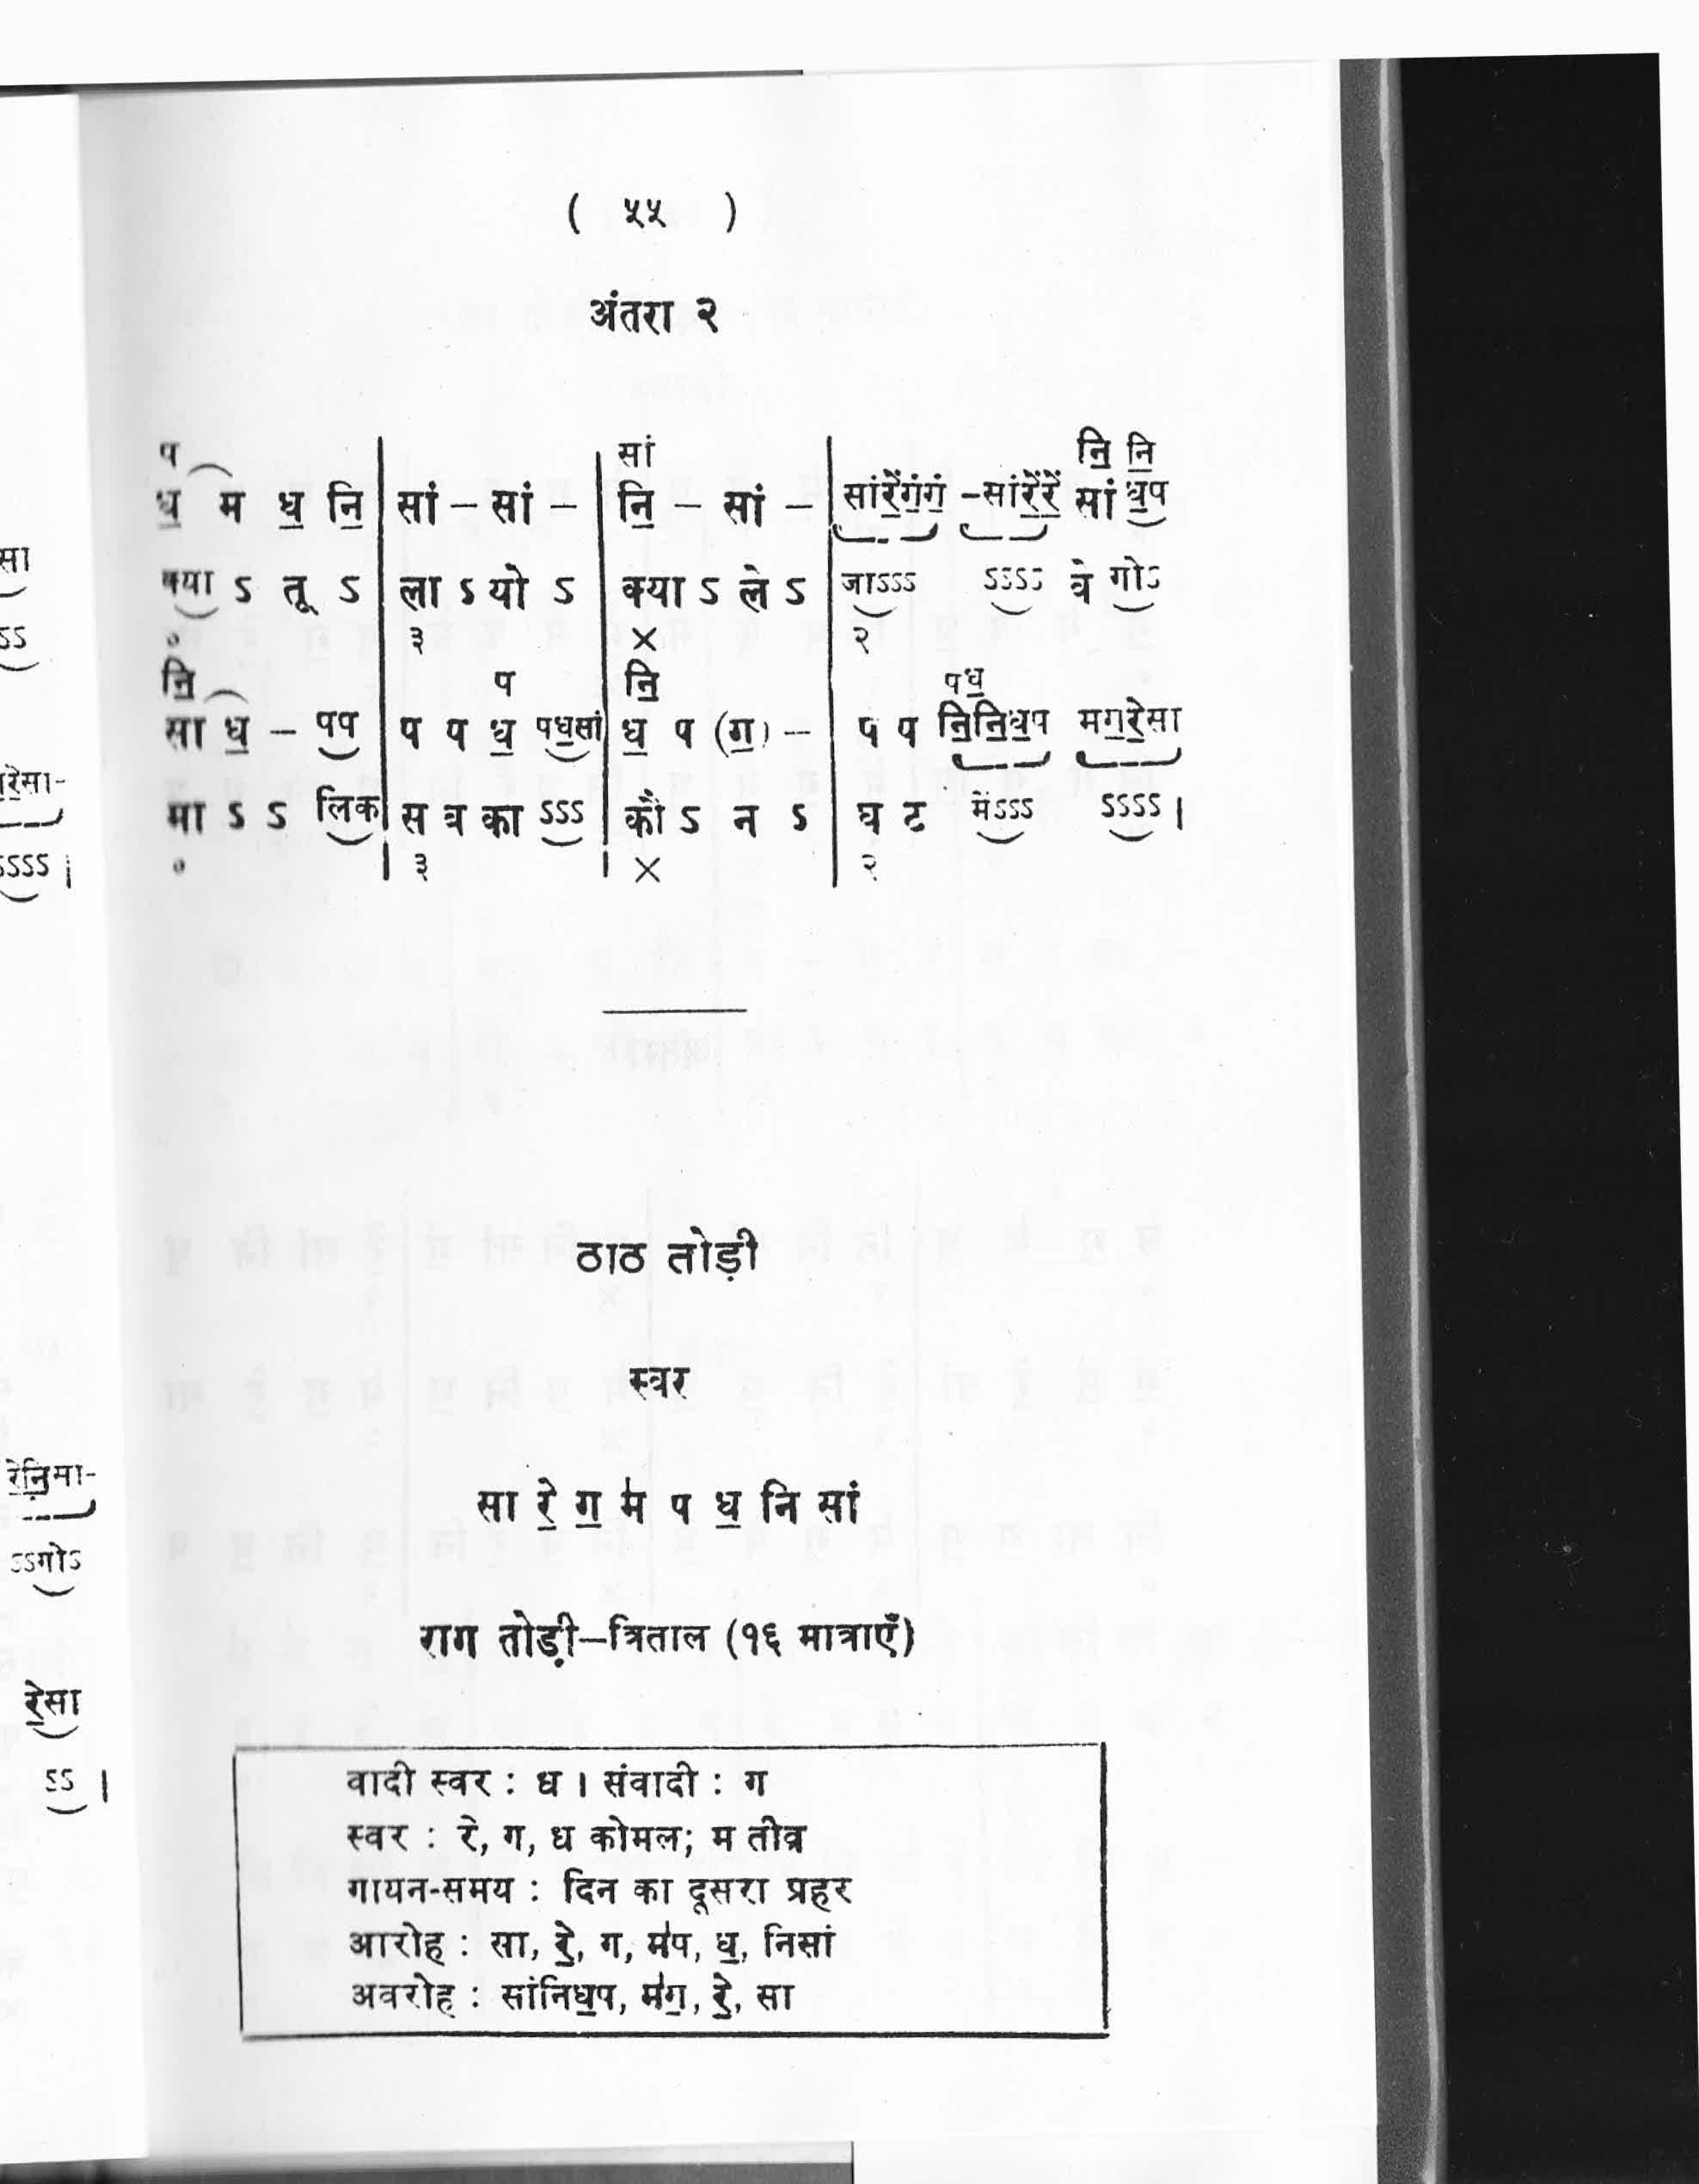 ( ५५ )
अंतरा २
प सां नि॒ नि॒
ध॒ म ध॒ नि॒ | सां – सां – | नि॒ – सां – | सांरें॒गं॒गं॒ –सांरें॒रें॒ सां ध॒प
क्या ऽ तू ऽ | ला ऽ यो ऽ | क्या ऽ ले ऽ | जाऽऽऽ ऽऽऽऽ वे गोऽ
० ३ × २
नि॒ प नि॒ पध॒
सा ध॒ – पप | प प ध॒ पध॒सां | ध॒ प (ग॒) – | प प नि॒नि॒ध॒प मग॒रे॒सा
मा ऽ ऽ लिक | स ब का ऽऽऽ | कौ ऽ न ऽ | घ ट मेंऽऽऽ ऽऽऽऽ |
० | ३ | × | २
ठाठ तोड़ी
स्वर
सा रे॒ ग॒ म॑ प ध॒ नि सां
राग तोड़ी–त्रिताल (१६ मात्राएँ)
वादी स्वर : ध । संवादी : ग
स्वर : रे, ग, ध कोमल; म तीव्र
गायन-समय : दिन का दूसरा प्रहर
आरोह : सा, रे॒, ग, म॑प, ध॒, निसां
अवरोह : सांनिध॒प, म॑ग॒, रे॒, सा
सा
ऽऽ
रे॒सा-
ऽऽऽऽ |
रे॒नि॒सा-
ऽऽगोऽ
रे॒सा
ऽऽ |